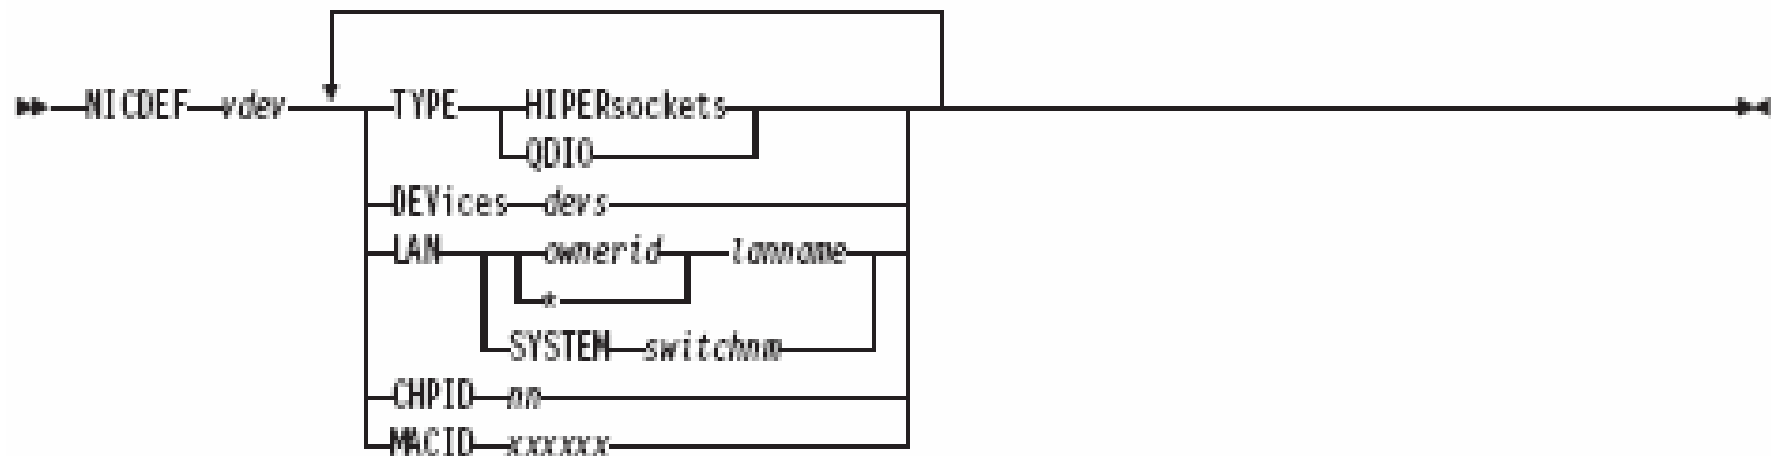 NICDEF vdev TYPE HIPERsockets
QDIO
DEVices devs
LAN ownerid lanname
*
SYSTEM switchnm
CHPID nn
MACID xxxxxx